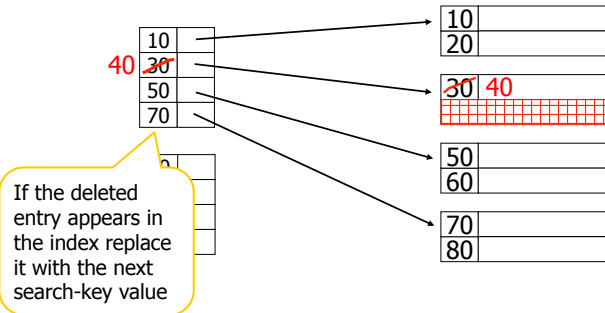 10
40 30
50
70
If the deleted
entry appears in
the index replace
it with the next
search-key value
10
20
30 40
50
60
70
80